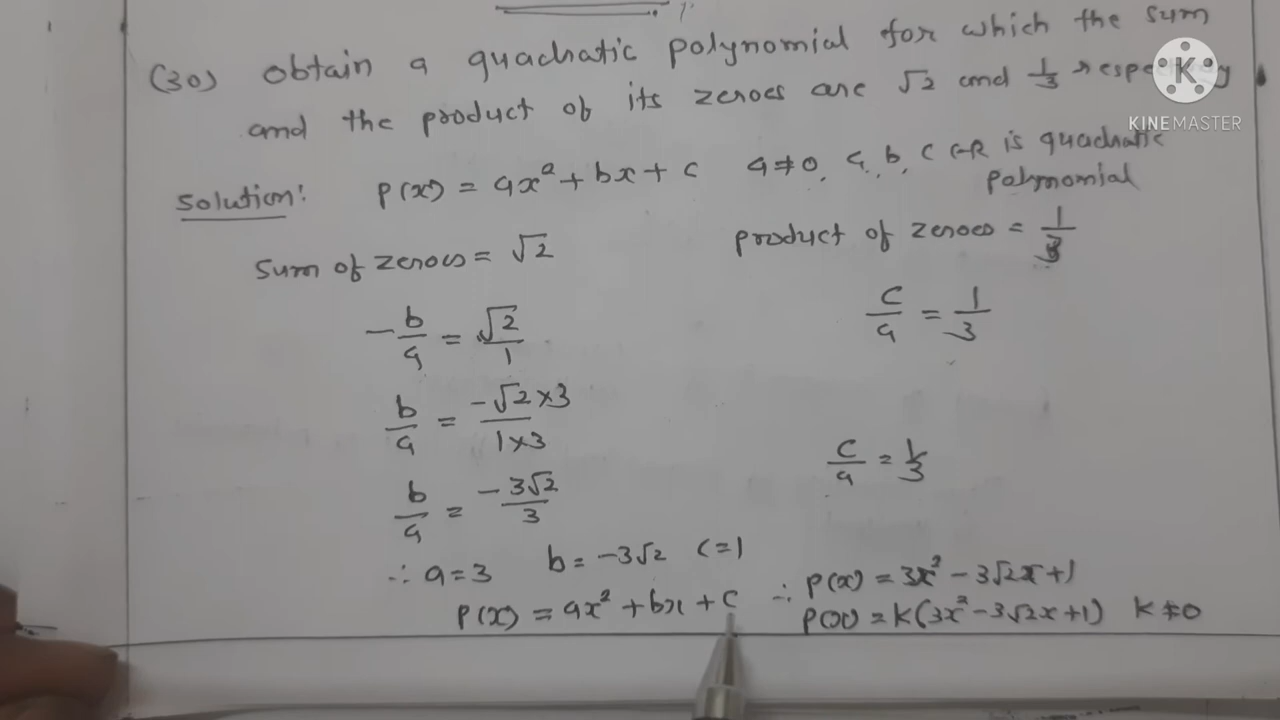 (30) obtain a quadratic polynomial for which the sum
and the product of its zeroes are √2 and 1/3
K
KINEMASTER
Solution: P(x) = ax² + bx + c a≠0, a, b, c ∈ R is quadratic
polynomial
Sum of zeroes = √2 product of zeroes = 1/3
-b/a = √2/1 c/a = 1/3
b/a = -√2×3/1×3
b/a = -3√2/3 c/a = 1/3
∴ a=3 b = -3√2 c=1 ∴ P(x) = 3x² - 3√2x + 1
P(x) = ax² + bx + c P(x) = K(3x² - 3√2x + 1) K≠0